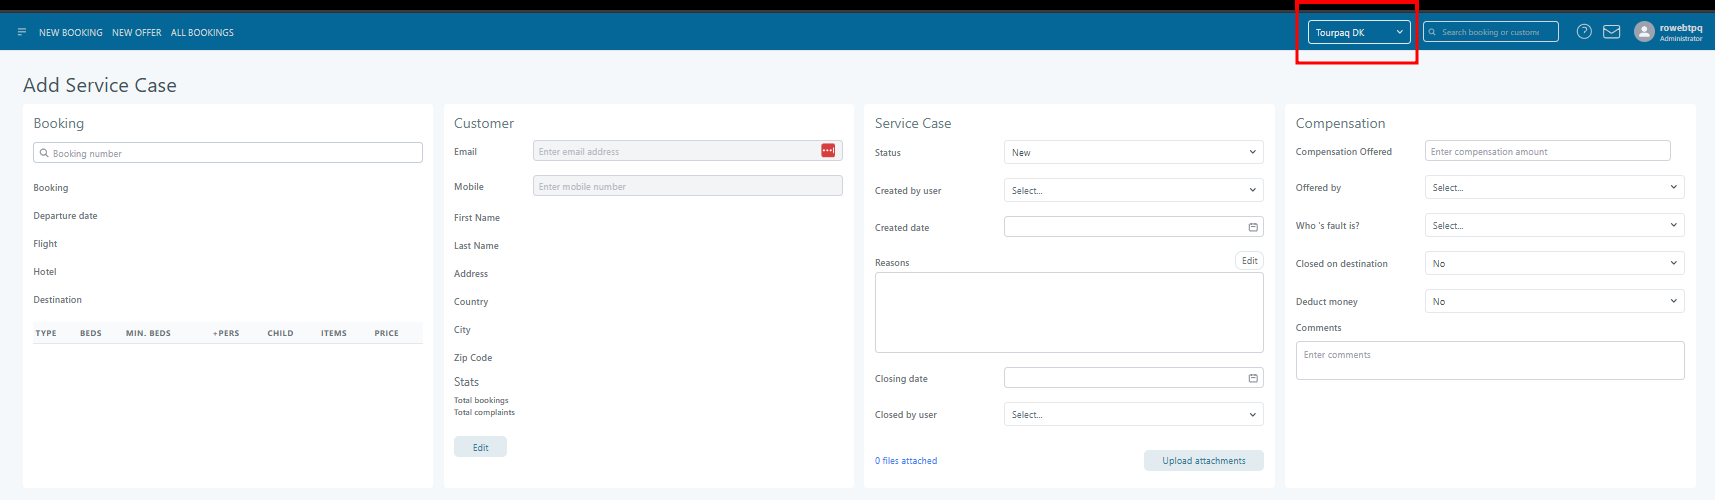 NEW BOOKING NEW OFFER ALL BOOKINGS Tourpaq DK Search booking or custome rowebtpq
Administrator
Add Service Case
Booking
Booking number
Booking
Departure date
Flight
Hotel
Destination
TYPE BEDS MIN. BEDS +PERS CHILD ITEMS PRICE
Customer
Email Enter email address
Mobile Enter mobile number
First Name
Last Name
Address
Country
City
Zip Code
Stats
Total bookings
Total complaints
Edit
Service Case
Status New
Created by user Select...
Created date
Reasons Edit
Closing date
Closed by user Select...
0 files attached Upload attachments
Compensation
Compensation Offered Enter compensation amount
Offered by Select...
Who 's fault is? Select...
Closed on destination No
Deduct money No
Comments
Enter comments